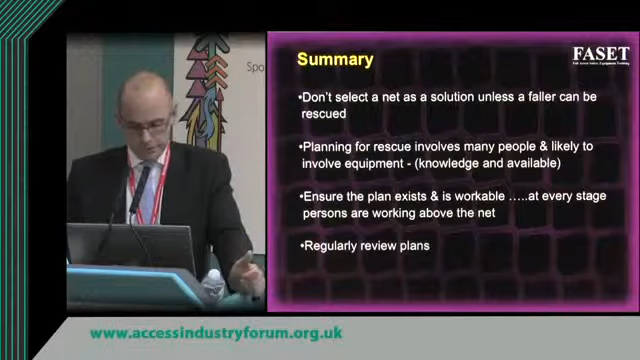 Spo
Summary
FASET
Fall Arrest Safety Equipment Training
•Don't select a net as a solution unless a faller can be
rescued
•Planning for rescue involves many people & likely to
involve equipment - (knowledge and available)
•Ensure the plan exists & is workable …..at every stage
persons are working above the net
•Regularly review plans
www.accessindustryforum.org.uk